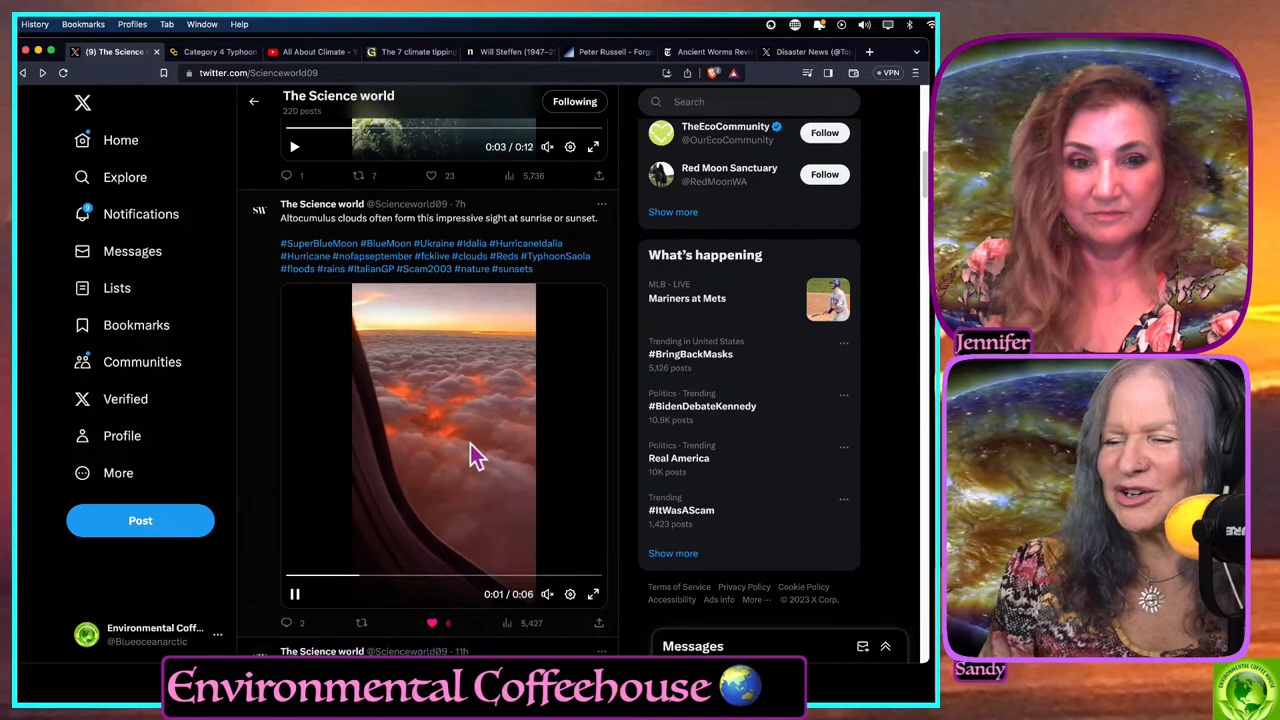 History Bookmarks Profiles Tab Window Help
(9) The Science
Category 4 Typhoon
All About Climate - Y
The 7 climate tipping
Will Steffen (1947–20
Peter Russell - Forgi
Ancient Worms Revi
Disaster News (@Top
twitter.com/Scienceworld09
VPN
The Science world
220 posts
Following
Search
Home
Explore
9
Notifications
Messages
Lists
Bookmarks
Communities
Verified
Profile
More
Post
Environmental Coff...
@Blueoceanarctic
0:03 / 0:12
1 7 23 5,736
SW
The Science world @Scienceworld09 · 7h
Altocumulus clouds often form this impressive sight at sunrise or sunset.
#SuperBlueMoon #BlueMoon #Ukraine #Idalia #HurricaneIdalia
#Hurricane #nofapseptember #fcklive #clouds #Reds #TyphoonSaola
#floods #rains #ItalianGP #Scam2003 #nature #sunsets
0:01 / 0:06
2 6 5,427
The Science world @Scienceworld09 · 11h
TheEcoCommunity
@OurEcoCommunity
Follow
Red Moon Sanctuary
@RedMoonWA
Follow
Show more
What's happening
MLB · LIVE
Mariners at Mets
Trending in United States
#BringBackMasks
5,126 posts
Politics · Trending
#BidenDebateKennedy
10.9K posts
Politics · Trending
Real America
10K posts
Trending
#ItWasAScam
1,423 posts
Show more
Terms of Service Privacy Policy Cookie Policy
Accessibility Ads info More ··· © 2023 X Corp.
Messages
Jennifer
Sandy
Environmental Coffeehouse